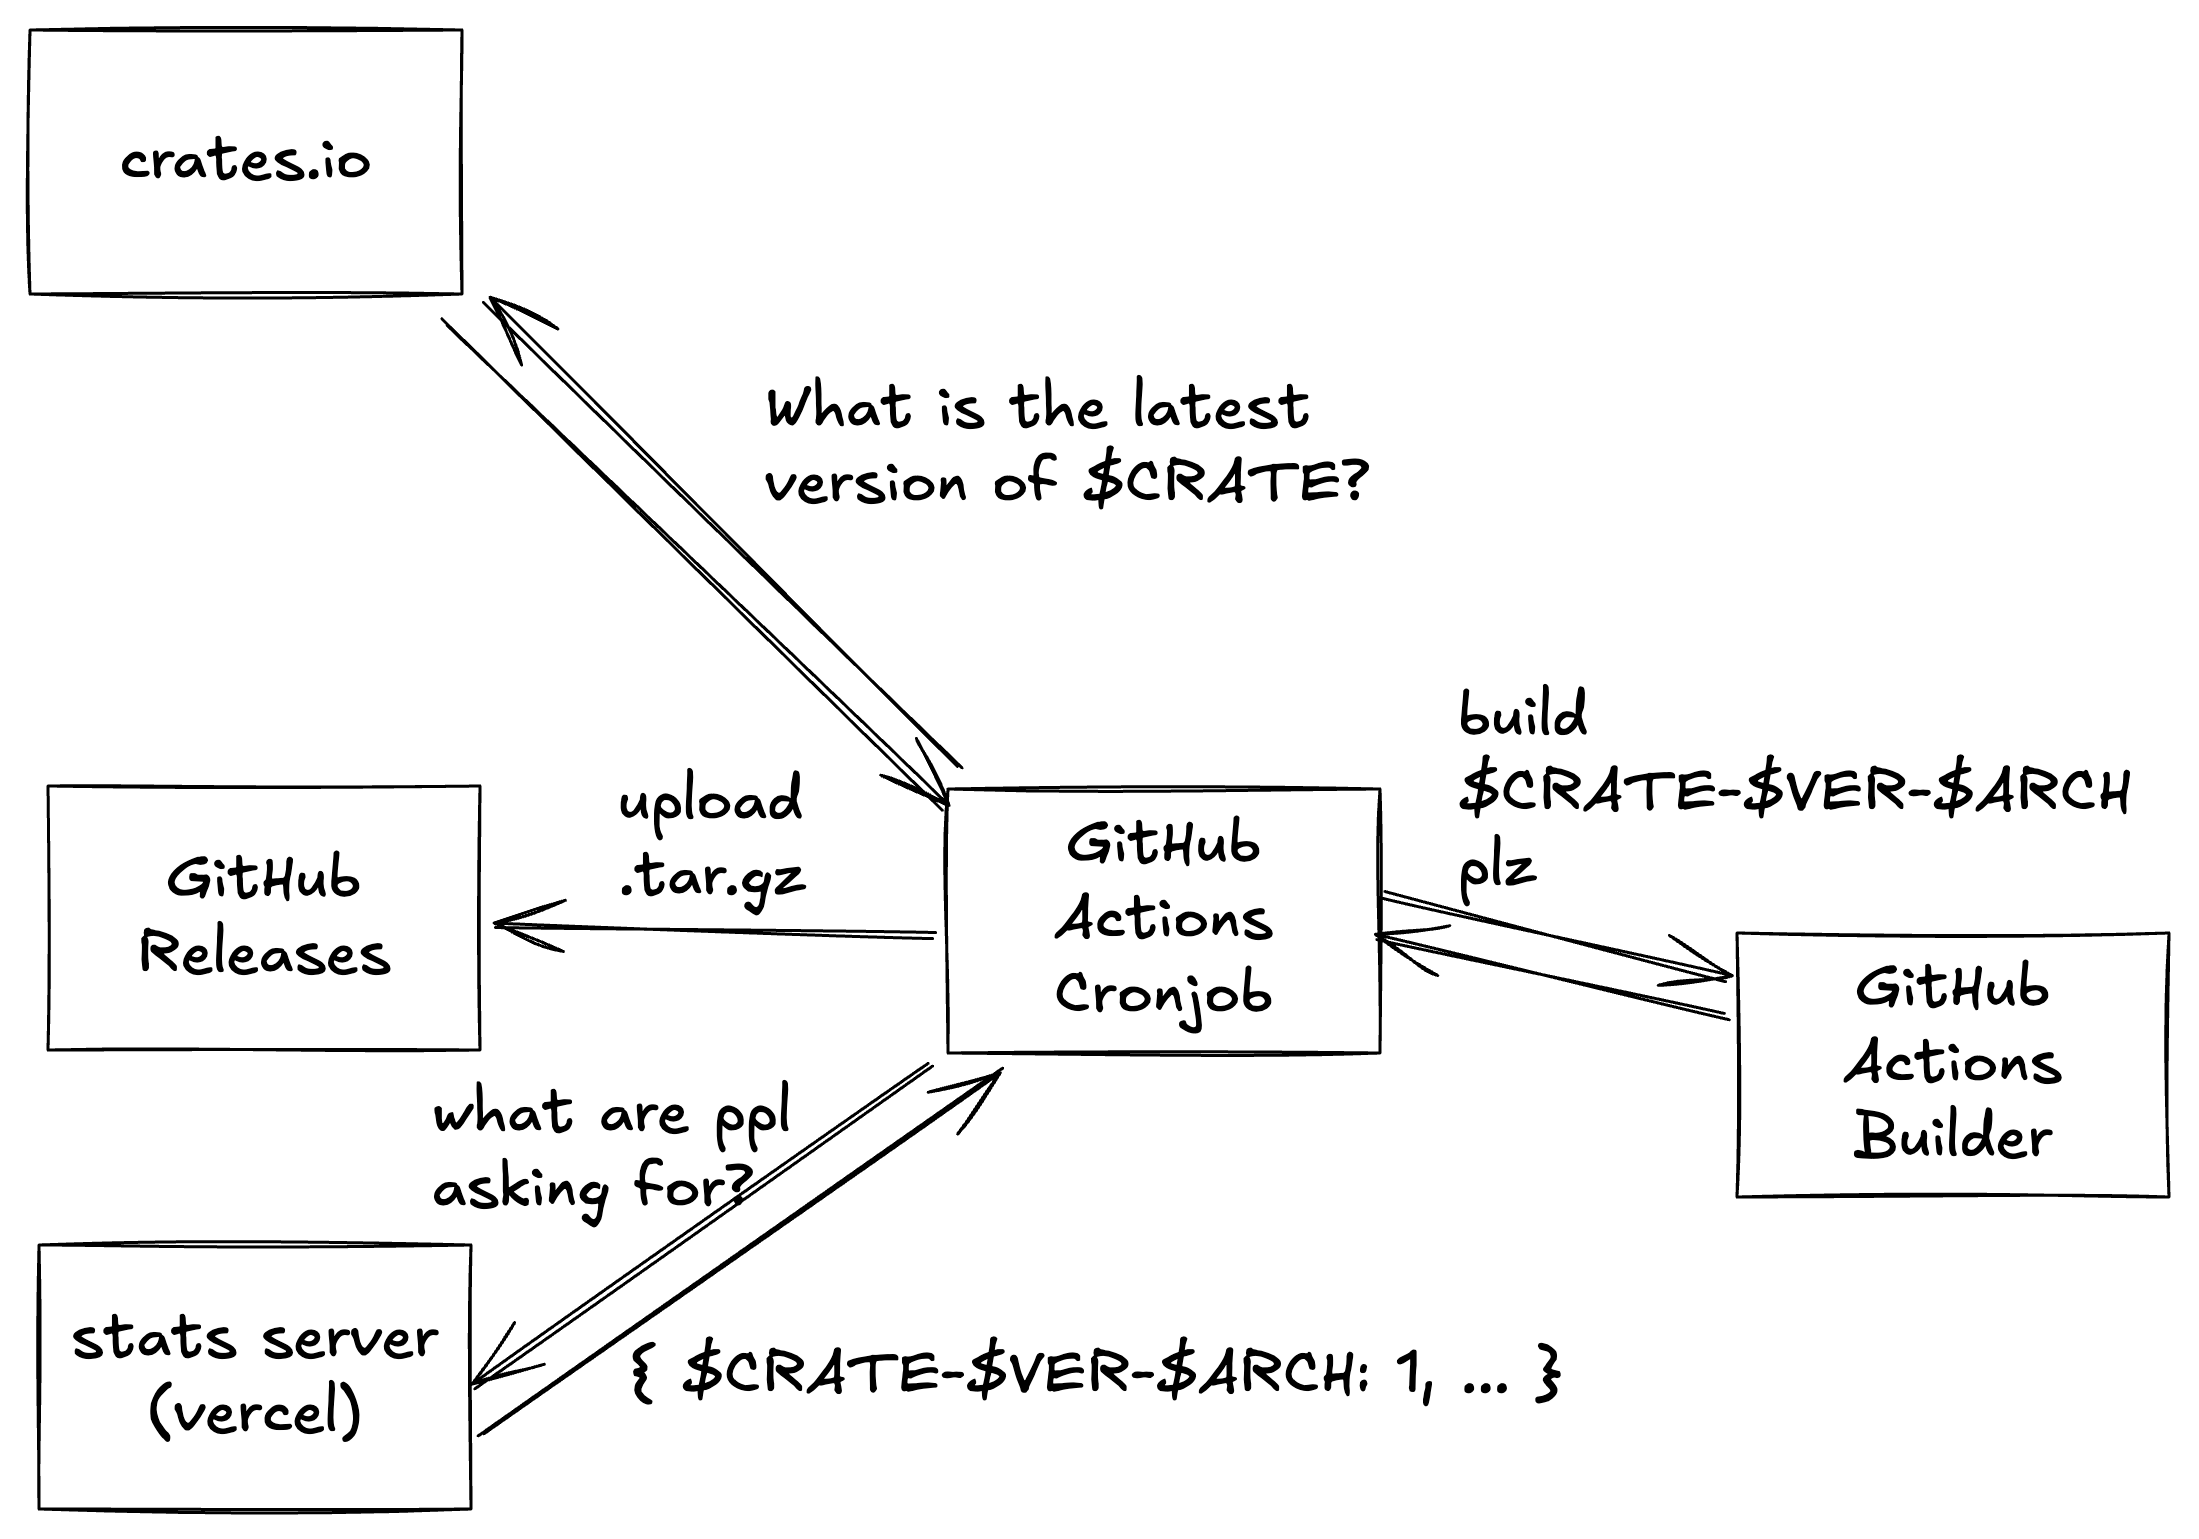 crates.io
What is the latest
version of $CRATE?
build
$CRATE-$VER-$ARCH
plz
upload
.tar.gz
GitHub
Releases
GitHub
Actions
Cronjob
GitHub
Actions
Builder
what are ppl
asking for?
stats server
(vercel)
{ $CRATE-$VER-$ARCH: 1, ... }